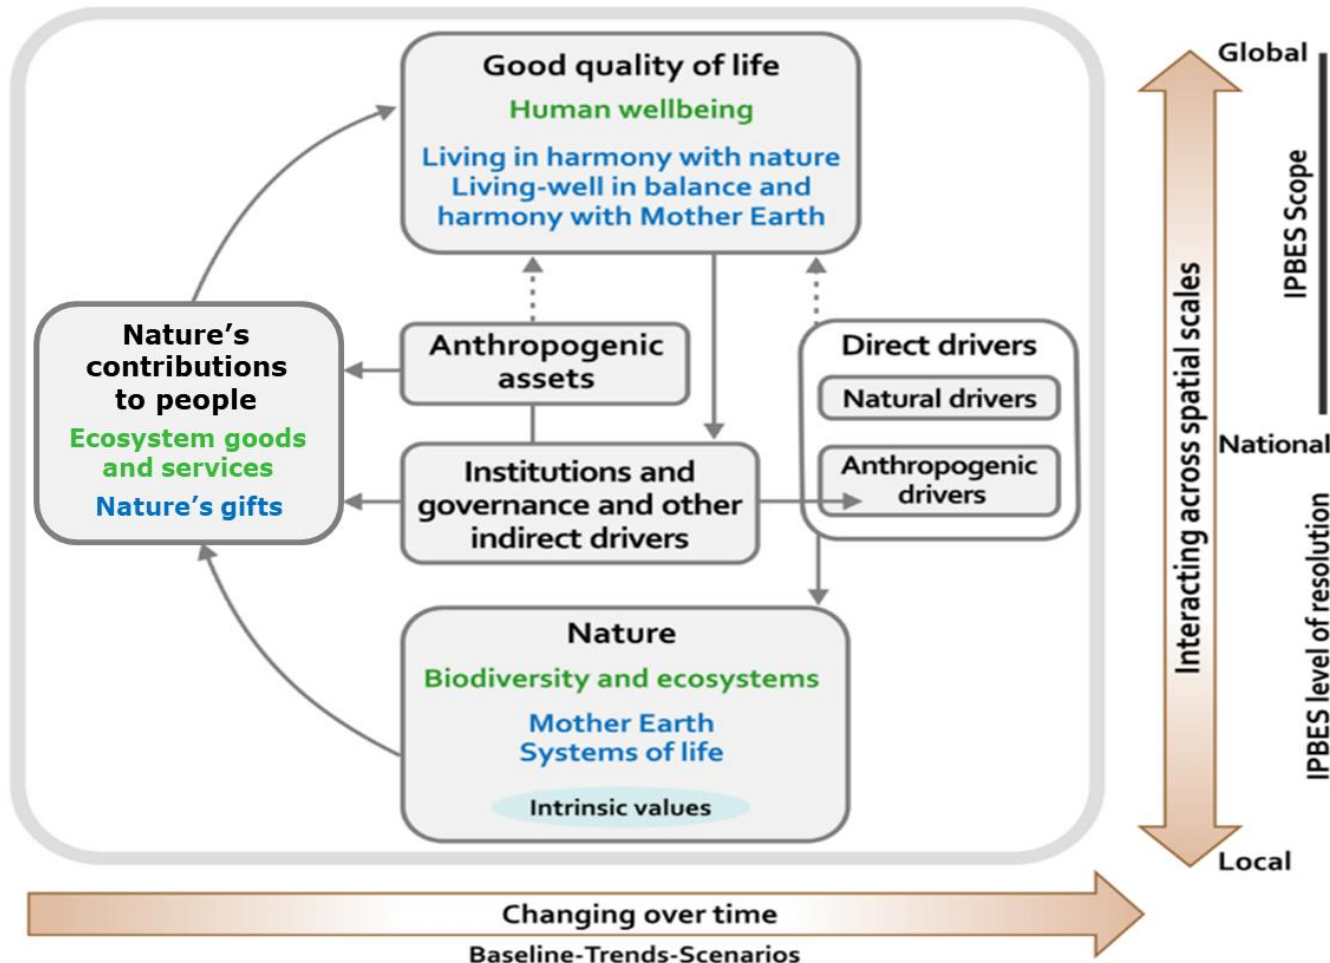 Good quality of life
Human wellbeing
Living in harmony with nature
Living-well in balance and
harmony with Mother Earth
Nature’s
contributions
to people
Ecosystem goods
and services
Nature’s gifts
Anthropogenic
assets
Institutions and
governance and other
indirect drivers
Direct drivers
Natural drivers
Anthropogenic
drivers
Nature
Biodiversity and ecosystems
Mother Earth
Systems of life
Intrinsic values
Changing over time
Baseline-Trends-Scenarios
Interacting across spatial scales
Global
National
Local
IPBES Scope
IPBES level of resolution